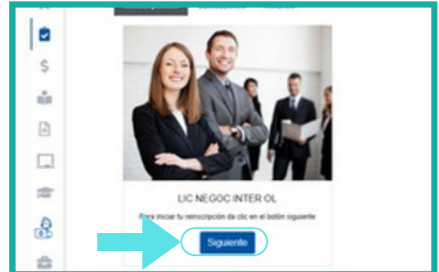 LIC NEGOC INTER OL
Para iniciar tu reinscripción da clic en el botón siguiente
Siguiente